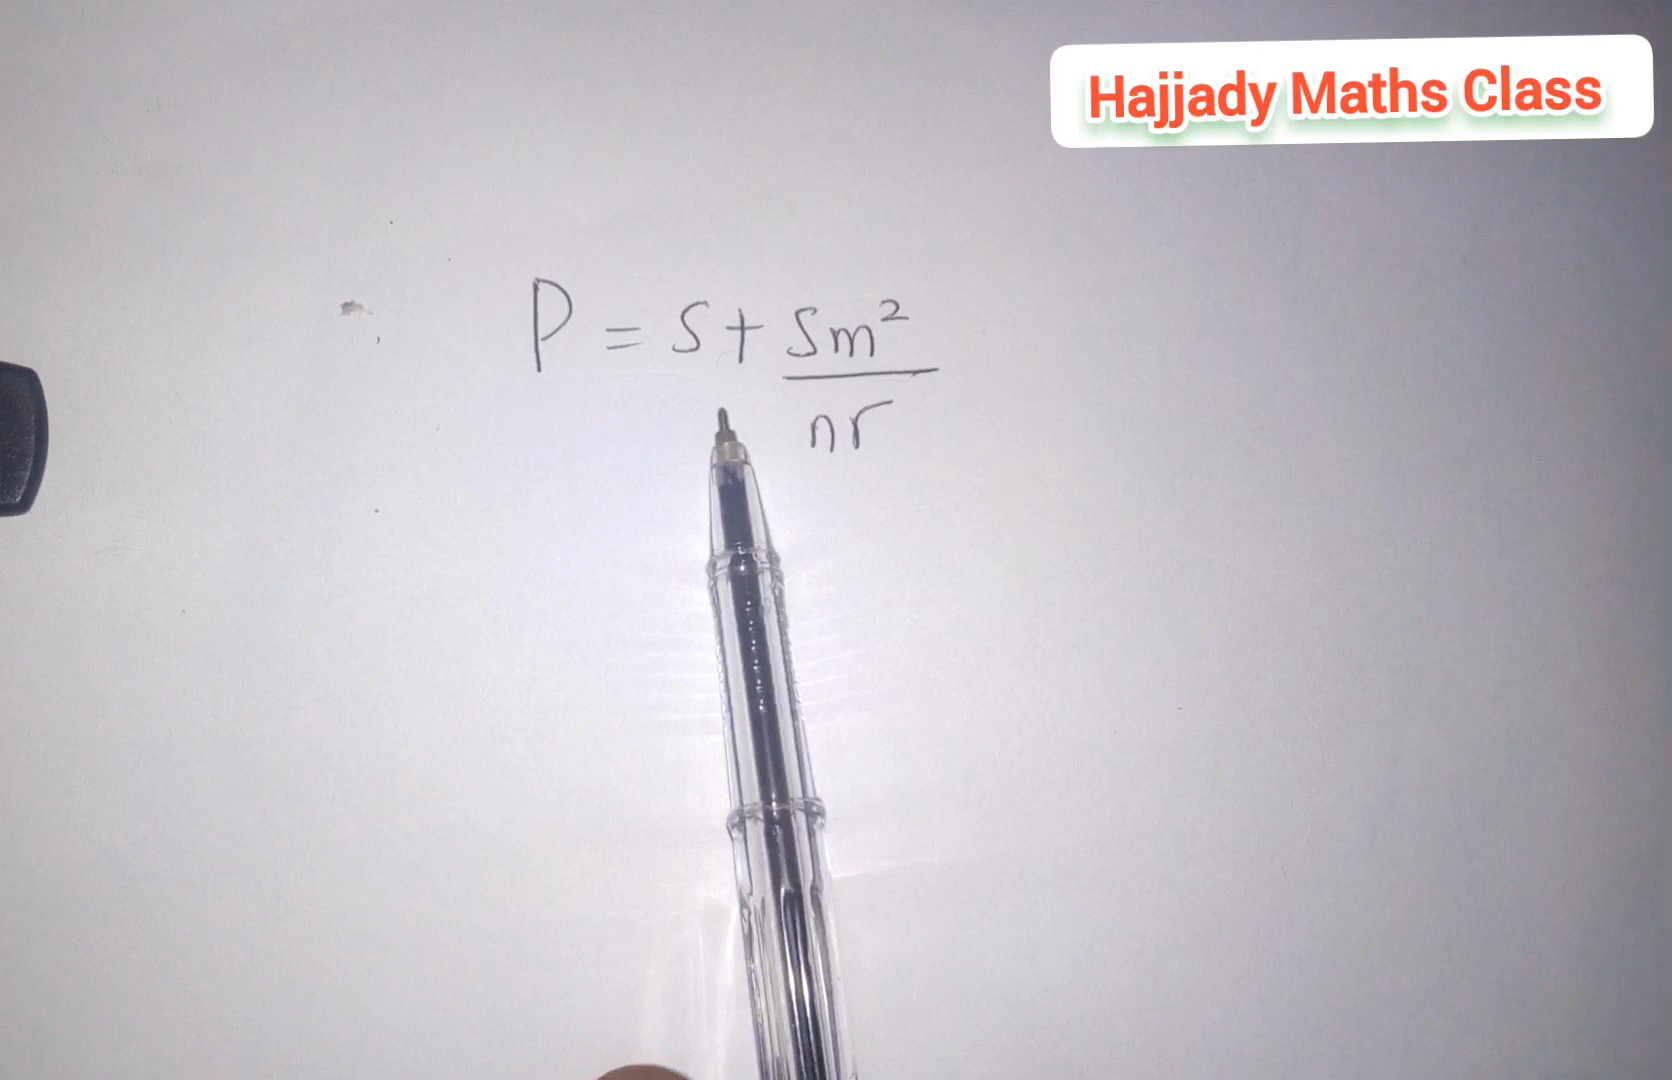 Hajjady Maths Class
P = S + Sm²
nr